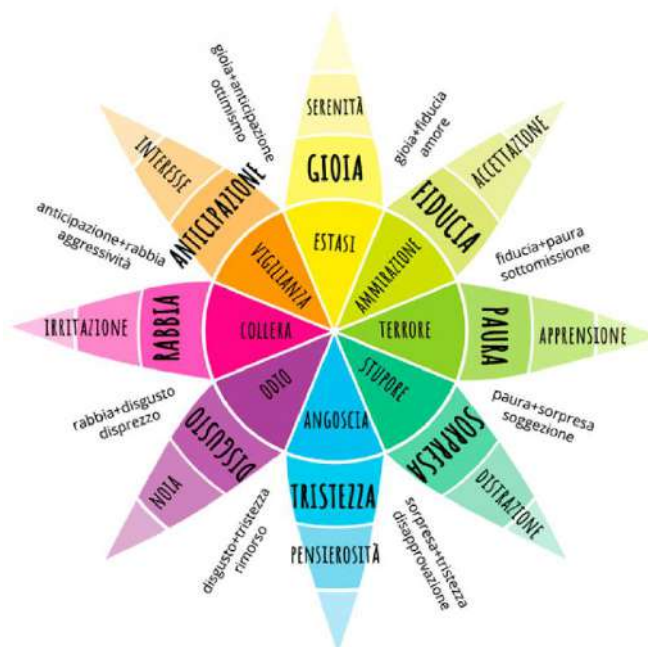 SERENITÀ
GIOIA
ESTASI
gioia+fiducia
amore
ACCETTAZIONE
FIDUCIA
AMMIRAZIONE
fiducia+paura
sottomissione
TERRORE
PAURA
APPRENSIONE
paura+sorpresa
soggezione
STUPORE
SORPRESA
DISTRAZIONE
sorpresa+tristezza
disapprovazione
ANGOSCIA
TRISTEZZA
PENSIEROSITÀ
disgusto+tristezza
rimorso
ODIO
DISGUSTO
NOIA
rabbia+disgusto
disprezzo
COLLERA
RABBIA
IRRITAZIONE
anticipazione+rabbia
aggressività
VIGILIANZA
ANTICIPAZIONE
INTERESSE
gioia+anticipazione
ottimismo